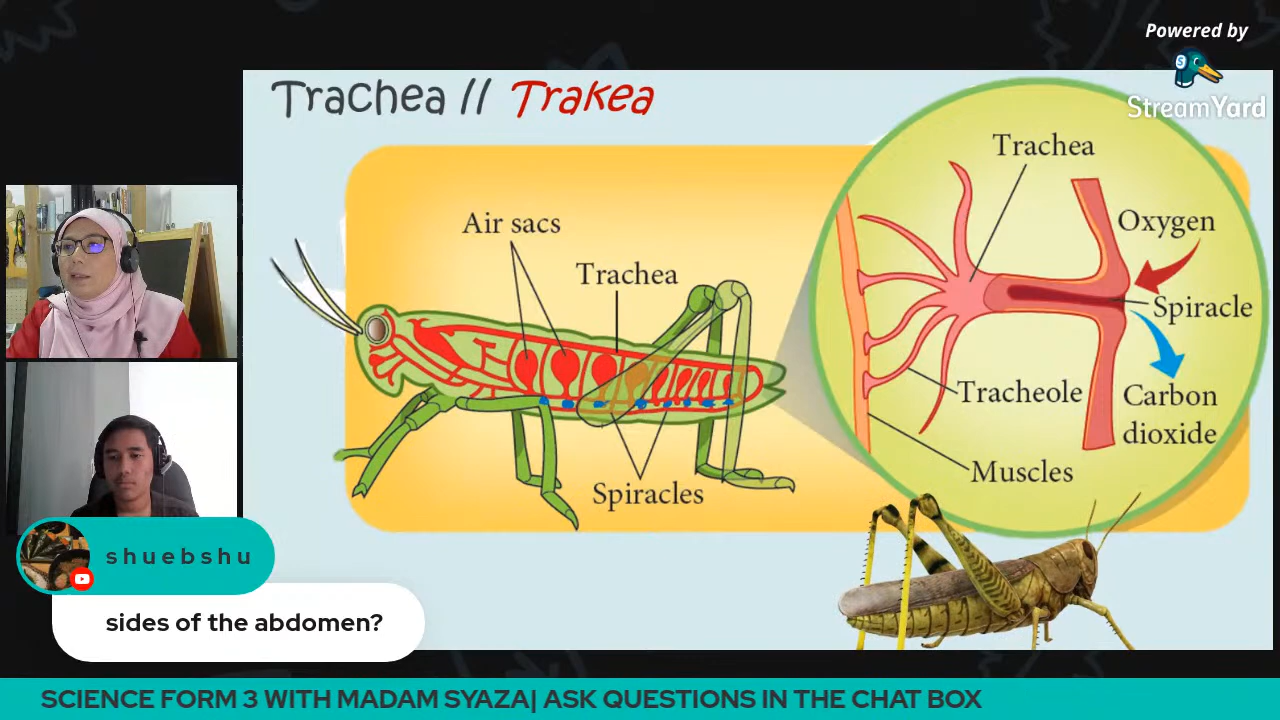 Powered by
StreamYard
Trachea // Trakea
Trachea
Air sacs
Oxygen
Trachea
Spiracle
Tracheole
Carbon
dioxide
Muscles
Spiracles
shuebshu
sides of the abdomen?
SCIENCE FORM 3 WITH MADAM SYAZA| ASK QUESTIONS IN THE CHAT BOX